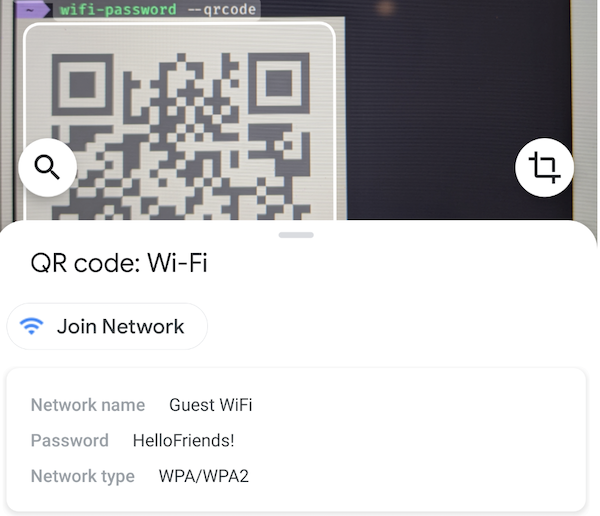 ~ wifi-password --qrcode
QR code: Wi-Fi
Join Network
Network name Guest WiFi
Password HelloFriends!
Network type WPA/WPA2